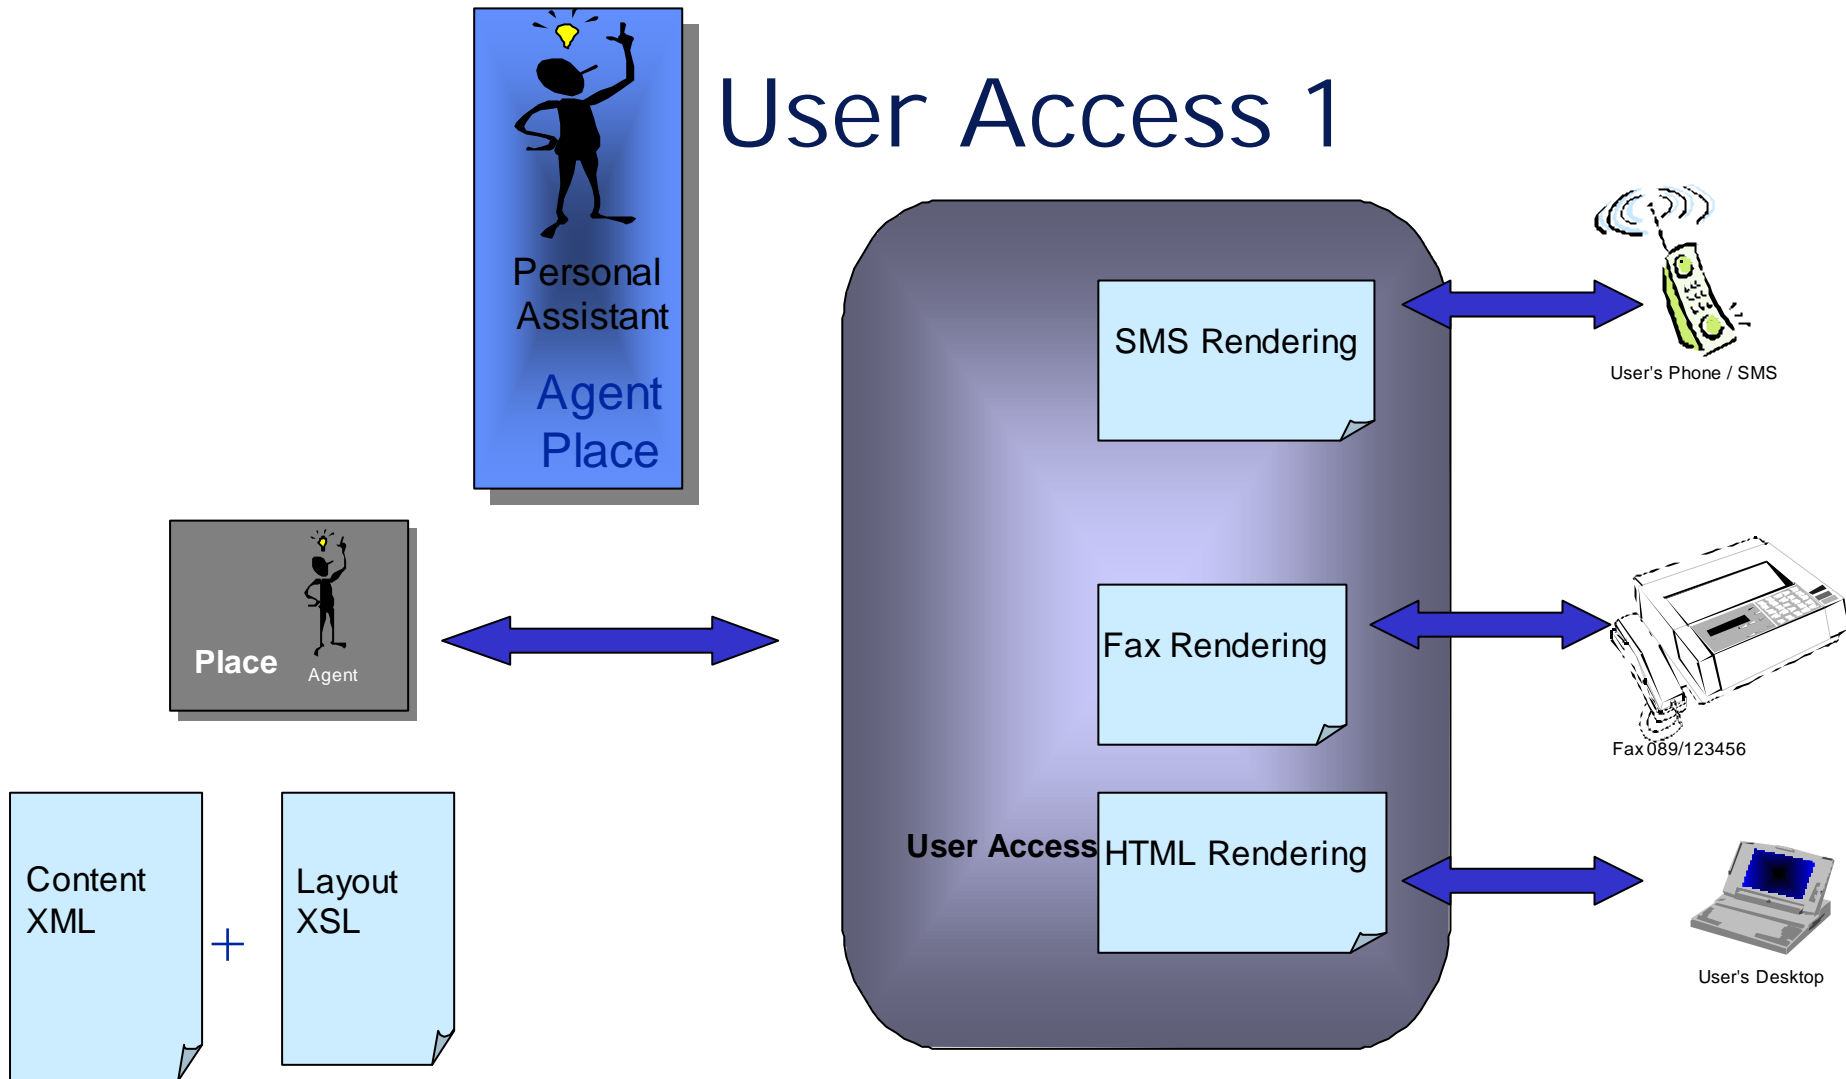 User Access 1
Personal
Assistant
Agent
Place
SMS Rendering
User's Phone / SMS
Place
Agent
Fax Rendering
Fax 089/123456
Content
XML
+
Layout
XSL
User Access
HTML Rendering
User's Desktop